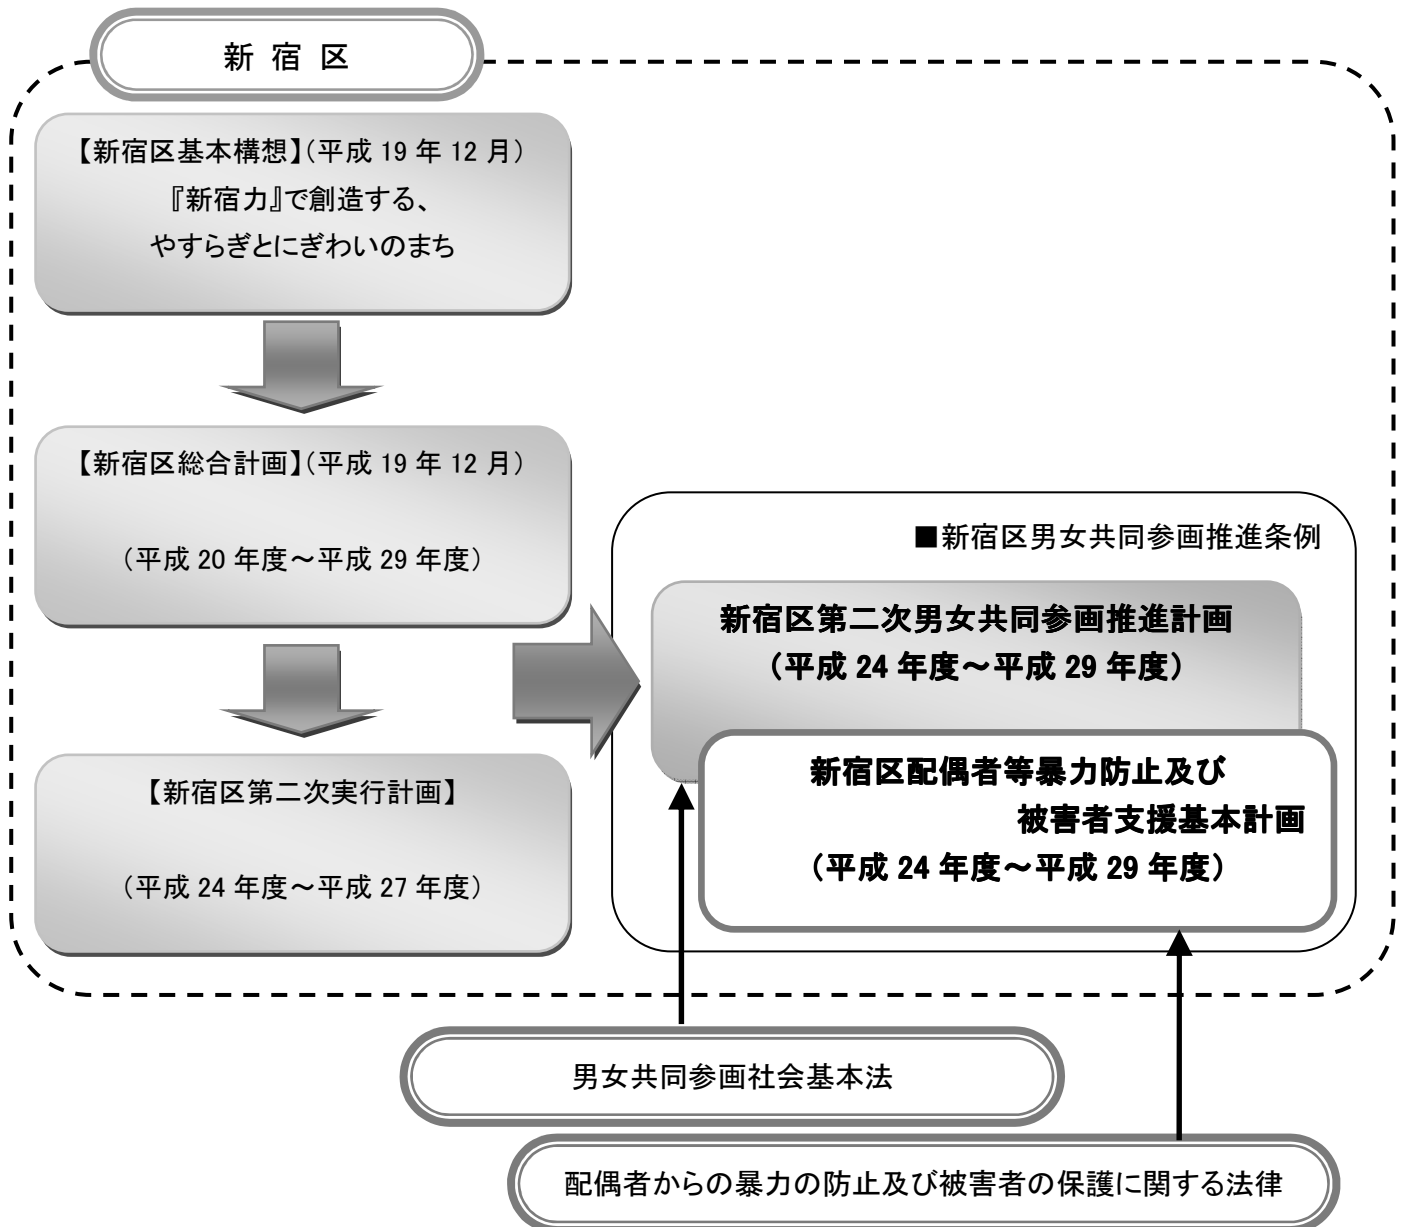 新 宿 区
【新宿区基本構想】（平成 19 年 12 月）
『新宿力』で創造する、
やすらぎとにぎわいのまち
【新宿区総合計画】（平成 19 年 12 月）
（平成 20 年度～平成 29 年度）
【新宿区第二次実行計画】
（平成 24 年度～平成 27 年度）
■新宿区男女共同参画推進条例
新宿区第二次男女共同参画推進計画
（平成 24 年度～平成 29 年度）
新宿区配偶者等暴力防止及び
被害者支援基本計画
（平成 24 年度～平成 29 年度）
男女共同参画社会基本法
配偶者からの暴力の防止及び被害者の保護に関する法律